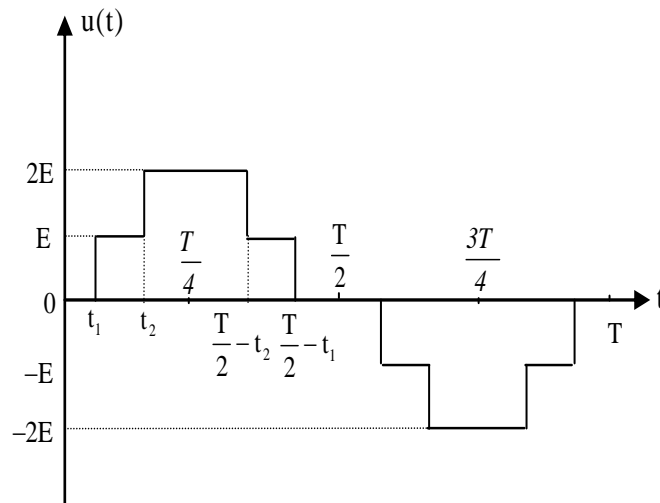 u(t)
2E
E
T/4
T/2
3T/4
0
t
t₁
t₂
T/2 – t₂
T/2 – t₁
T
–E
–2E